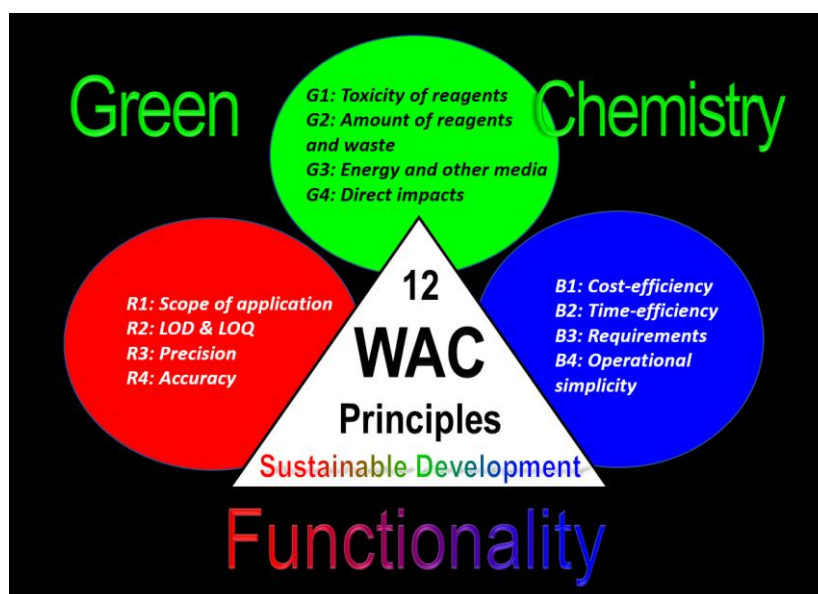 Green Chemistry
G1: Toxicity of reagents
G2: Amount of reagents
and waste
G3: Energy and other media
G4: Direct impacts
R1: Scope of application
R2: LOD & LOQ
R3: Precision
R4: Accuracy
12
WAC
Principles
Sustainable Development
B1: Cost-efficiency
B2: Time-efficiency
B3: Requirements
B4: Operational
simplicity
Functionality